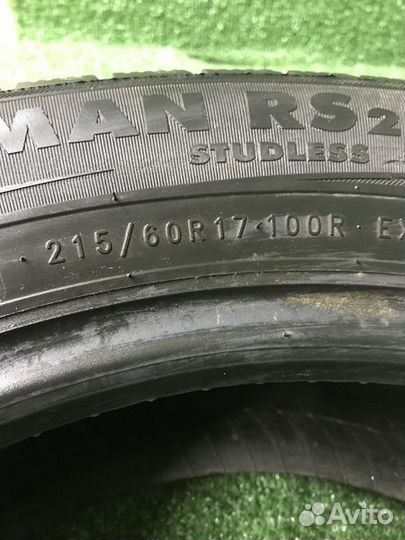 MAN RS2
STUDLESS
215/60R17 100R EX
Avito